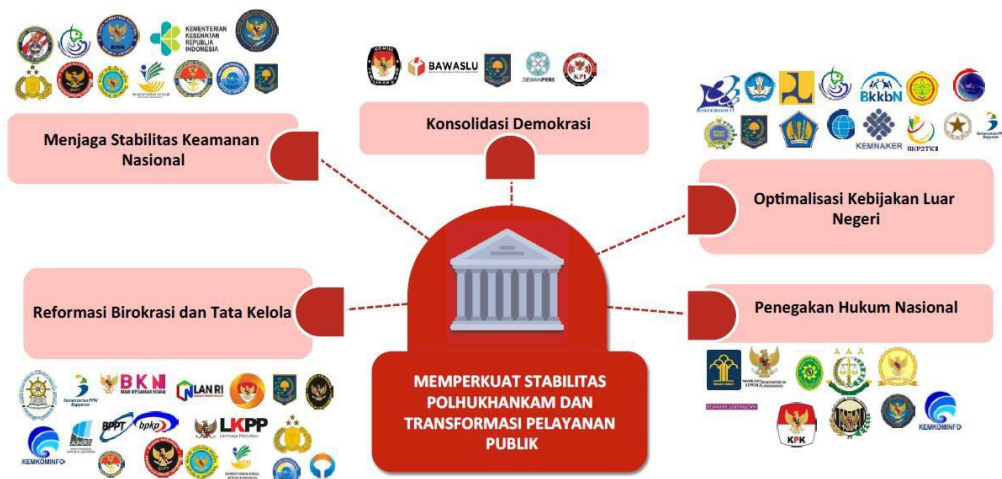 BNN
KEMENTERIAN
KESEHATAN
REPUBLIK
INDONESIA
Menjaga Stabilitas Keamanan
Nasional
BAWASLU
DEWAN PERS
KPI
Konsolidasi Demokrasi
BkkbN
KEMNAKER
BNP2TKI
Optimalisasi Kebijakan Luar
Negeri
Reformasi Birokrasi dan Tata Kelola
Penegakan Hukum Nasional
MEMPERKUAT STABILITAS
POLHUKHANKAM DAN
TRANSFORMASI PELAYANAN
PUBLIK
BKN
LAN RI
BPPT
bpkp
LKPP
KEMKOMINFO
KPK
KEMKOMINFO